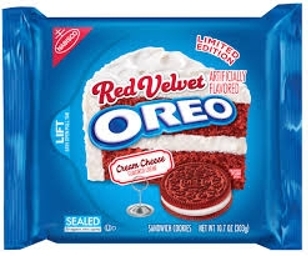 NABISCO
LIMITED
EDITION
Red Velvet
ARTIFICIALLY
FLAVORED
OREO
LIFT
Cream Cheese
OREO
SEALED
SANDWICH COOKIES
NET WT 10.7 OZ (303g)